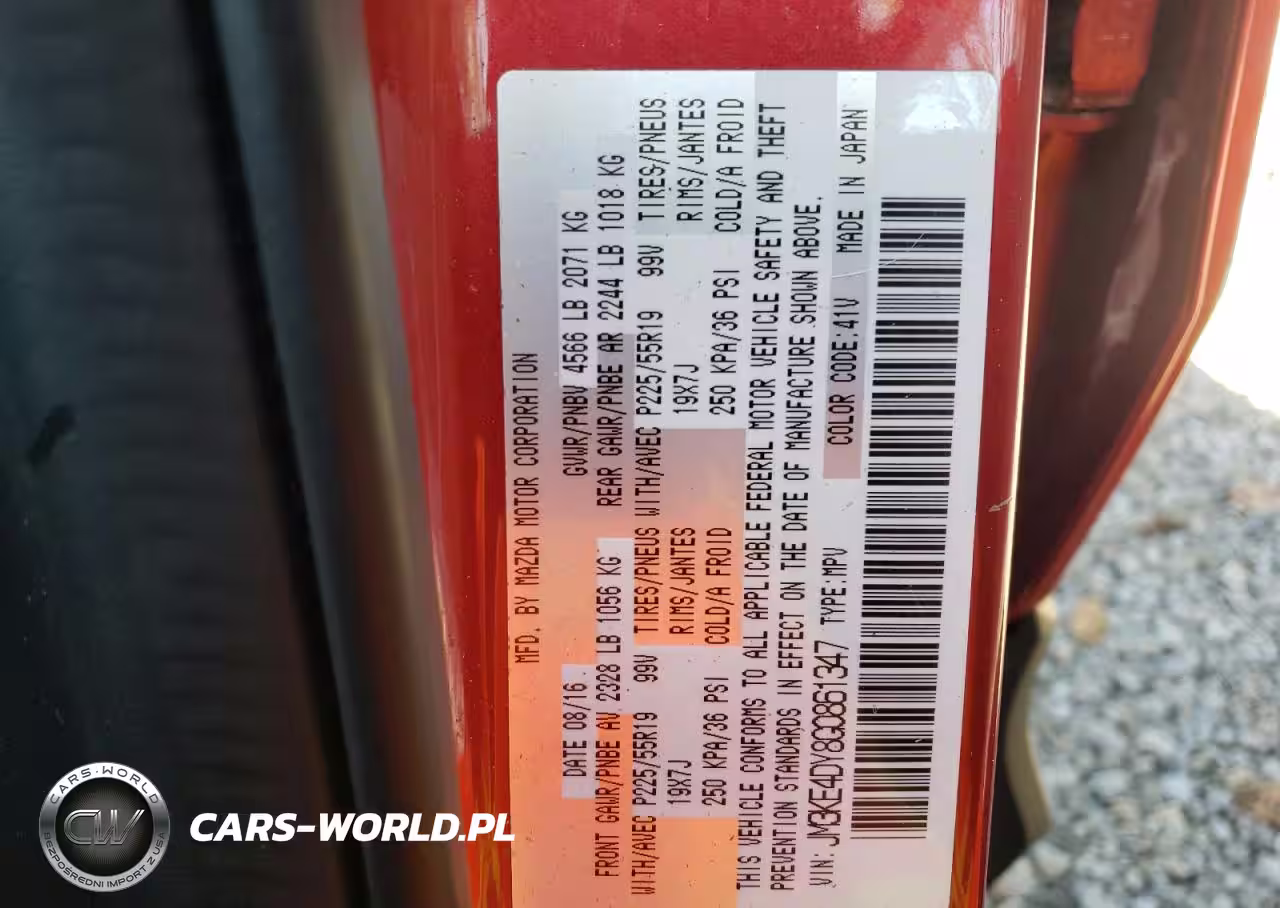 MFD. BY MAZDA MOTOR CORPORATION
DATE 08/16 GVWR/PNBV 4566 LB 2071 KG
FRONT GAWR/PNBE AV 2328 LB 1056 KG REAR GAWR/PNBE AR 2244 LB 1018 KG
WITH/AVEC P225/55R19 99V TIRES/PNEUS WITH/AVEC P225/55R19 99V TIRES/PNEUS
19X7J RIMS/JANTES 19X7J RIMS/JANTES
250 KPA/36 PSI COLD/A FROID 250 KPA/36 PSI COLD/A FROID
THIS VEHICLE CONFORMS TO ALL APPLICABLE FEDERAL MOTOR VEHICLE SAFETY AND THEFT
PREVENTION STANDARDS IN EFFECT ON THE DATE OF MANUFACTURE SHOWN ABOVE.
VIN: JM3KE4DY8G0861347 TYPE:MPV COLOR CODE:41V MADE IN JAPAN
CARS-WORLD
CW
BEZPOŚREDNI IMPORT Z USA
CARS-WORLD.PL